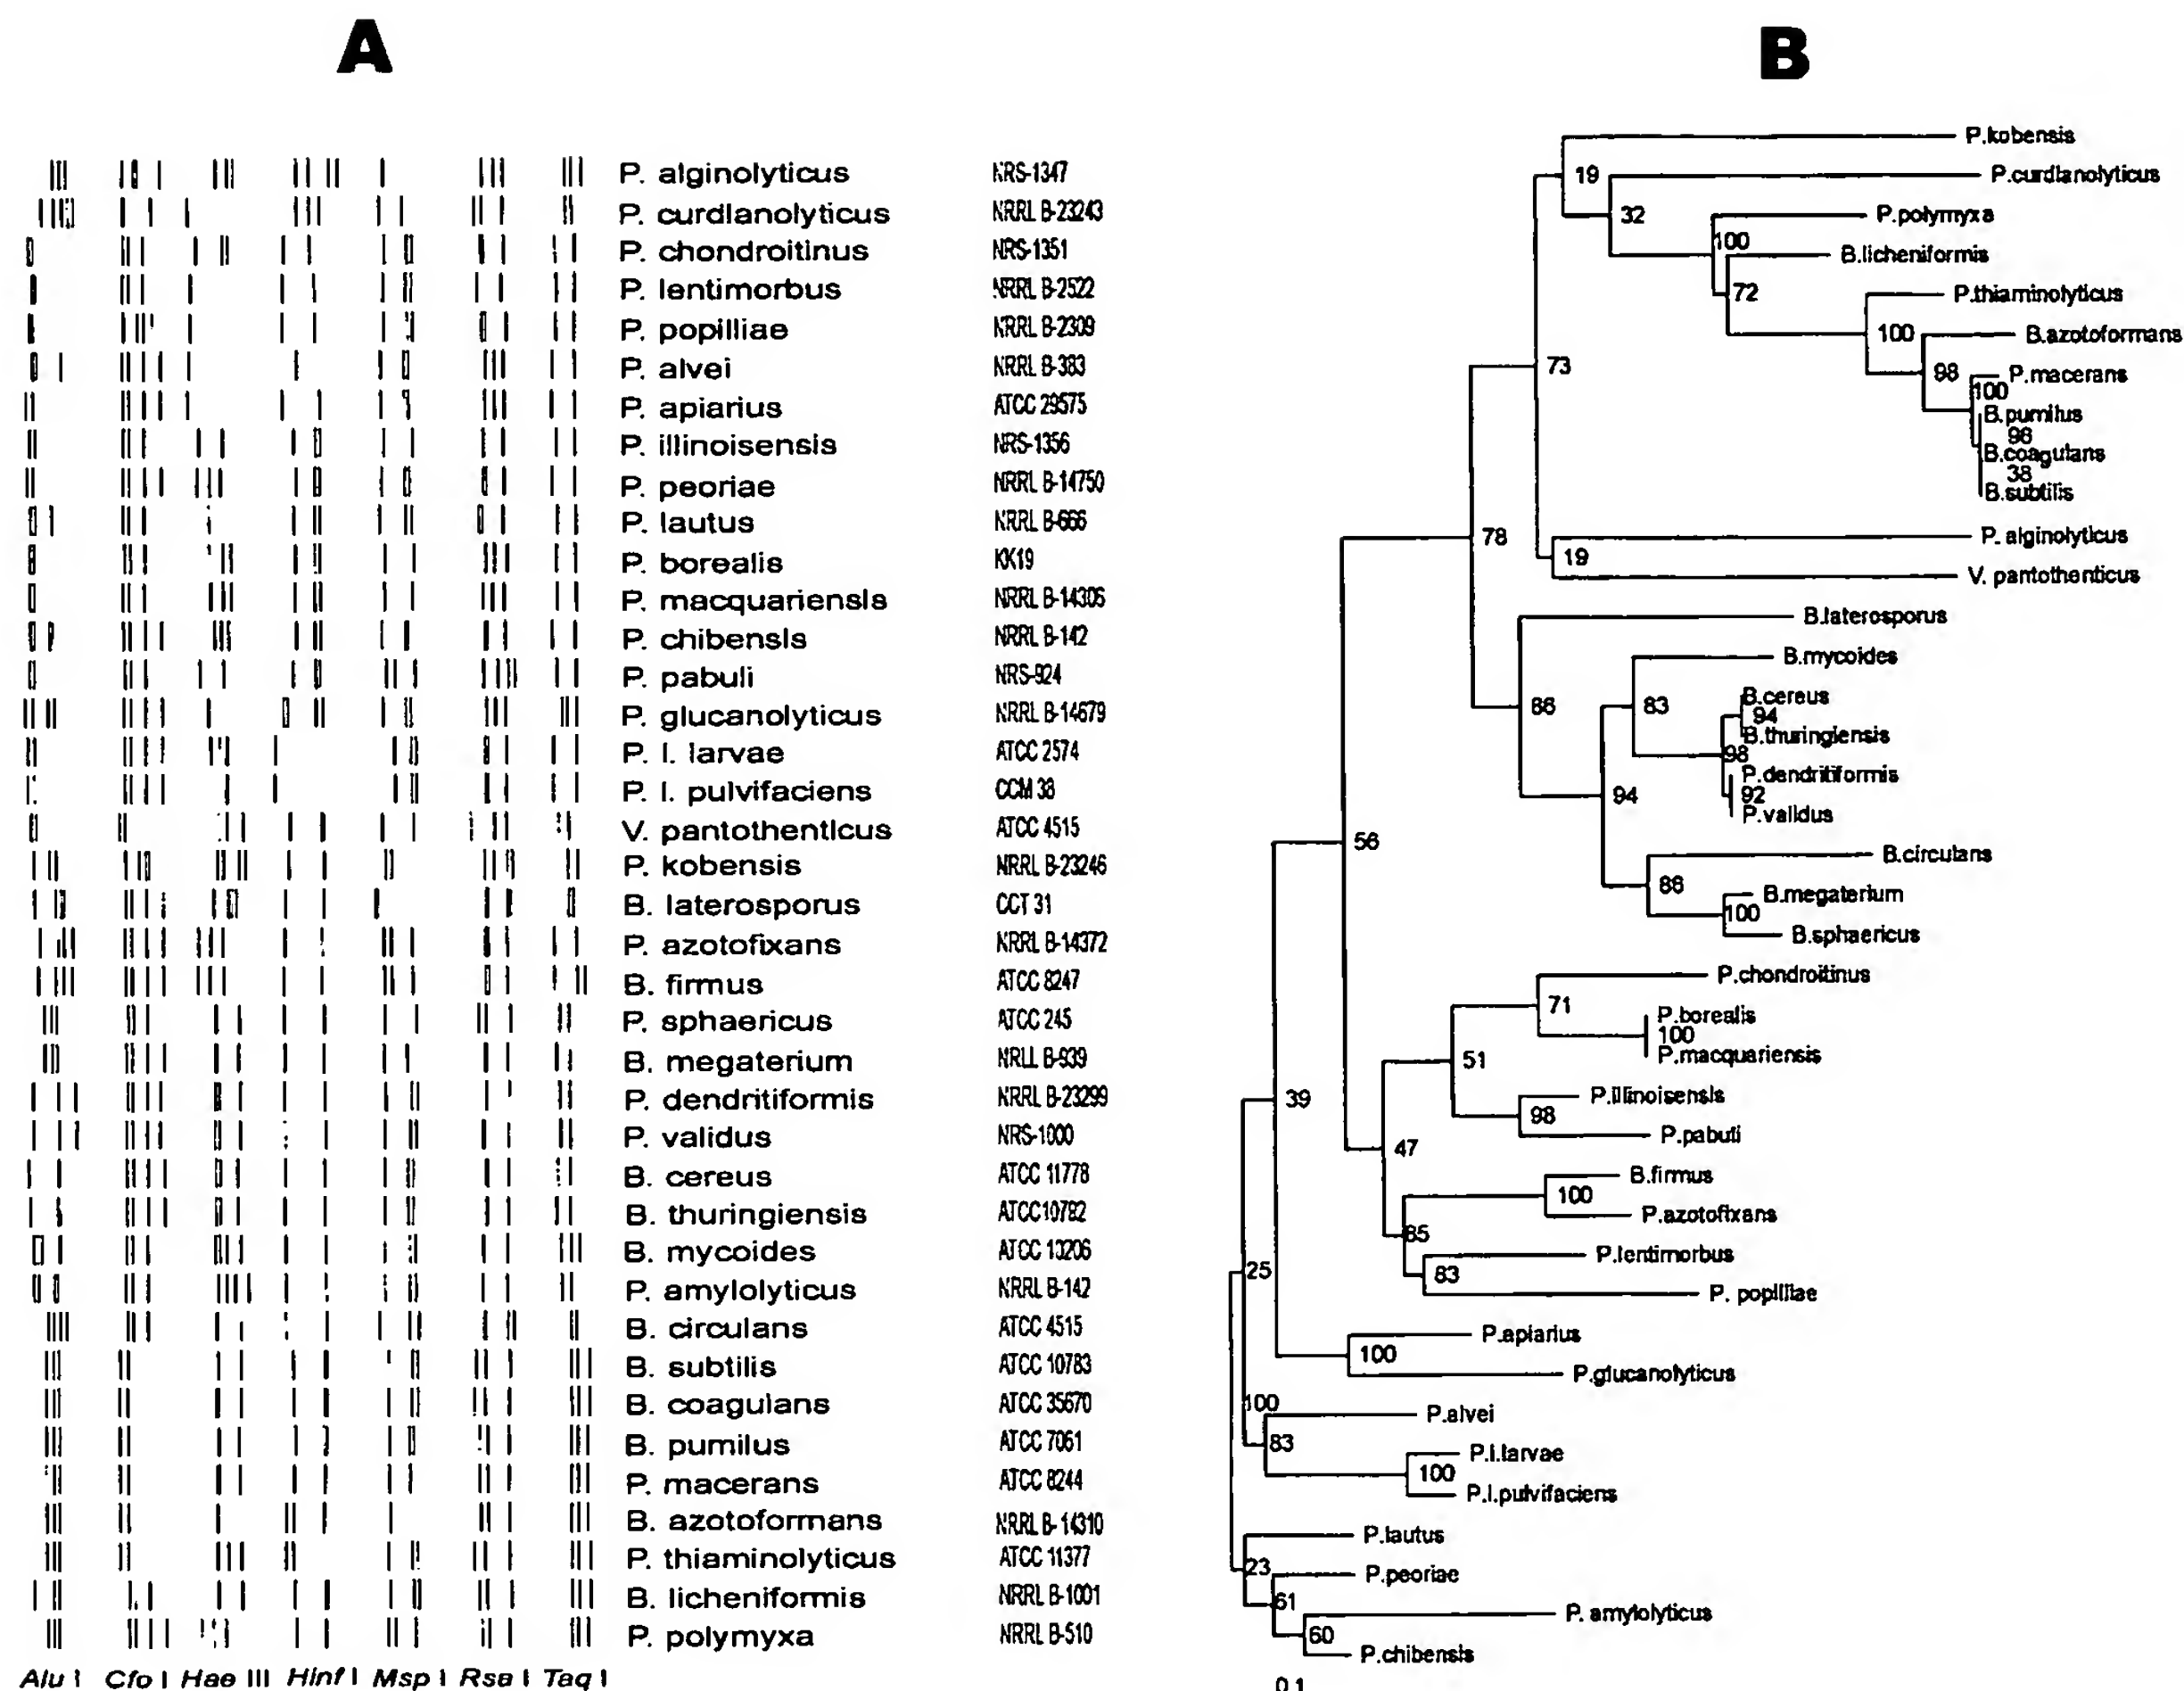 A
P. alginolyticus NRS-1347
P. curdlanolyticus NRRL B-23243
P. chondroitinus NRS-1351
P. lentimorbus NRRL B-2522
P. popilliae NRRL B-2309
P. alvei NRRL B-383
P. apiarius ATCC 29575
P. illinoisensis NRS-1356
P. peoriae NRRL B-14750
P. lautus NRRL B-666
P. borealis KK19
P. macquariensis NRRL B-14306
P. chibensis NRRL B-142
P. pabuli NRS-924
P. glucanolyticus NRRL B-14679
P. l. larvae ATCC 2574
P. l. pulvifaciens CCM 38
V. pantothenticus ATCC 4515
P. kobensis NRRL B-23246
B. laterosporus CCT 31
P. azotofixans NRRL B-14372
B. firmus ATCC 8247
P. sphaericus ATCC 245
B. megaterium NRLL B-939
P. dendritiformis NRRL B-23299
P. validus NRS-1000
B. cereus ATCC 11778
B. thuringiensis ATCC10782
B. mycoides ATCC 13206
P. amylolyticus NRRL B-142
B. circulans ATCC 4515
B. subtilis ATCC 10783
B. coagulans ATCC 35670
B. pumilus ATCC 7061
P. macerans ATCC 8244
B. azotoformans NRRL B-14310
P. thiaminolyticus ATCC 11377
B. licheniformis NRRL B-1001
P. polymyxa NRRL B-510
Alu I Cfo I Hae III Hinf I Msp I Rsa I Taq I
B
P.kobensis
19
P.curdlanolyticus
32
P.polymyxa
100
B.licheniformis
72
P.thiaminolyticus
100
B.azotoformans
73
98
P.macerans
100
B.pumilus
98
B.coagulans
38
B.subtilis
78
P. alginolyticus
19
V. pantothenticus
B.laterosporus
B.mycoides
86
83
B.cereus
94
B.thuringiensis
98
P.dendritiformis
94
92
P.validus
56
B.circulans
86
B.megaterium
100
B.sphaericus
P.chondroitinus
71
P.borealis
100
P.macquariensis
51
39
P.illinoisensis
98
P.pabuli
47
B.firmus
100
P.azotofixans
85
P.lentimorbus
25
83
P. popilliae
P.apiarius
100
P.glucanolyticus
100
P.alvei
83
P.l.larvae
100
P.l.pulvifaciens
P.lautus
23
P.peoriae
61
P. amylolyticus
60
P.chibensis
0.1